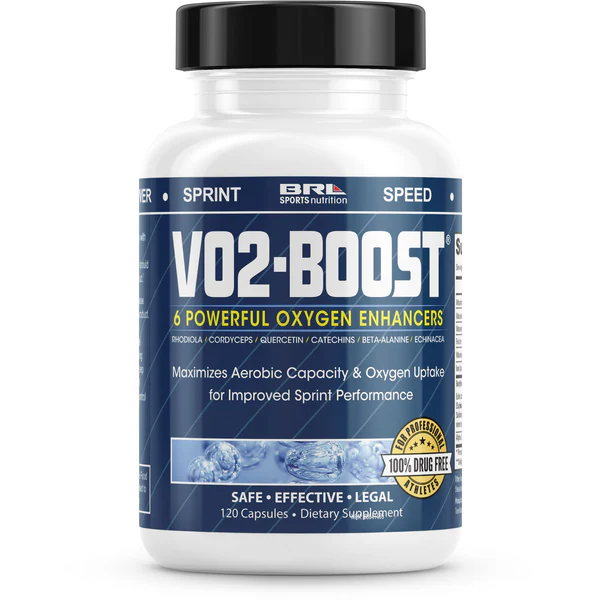 • SPRINT
BRL
SPORTS nutrition
SPEED •
VO2-BOOST®
6 POWERFUL OXYGEN ENHANCERS
RHODIOLA / CORDYCEPS / QUERCETIN / CATECHINS / BETA-ALANINE / ECHINACEA
Maximizes Aerobic Capacity & Oxygen Uptake
for Improved Sprint Performance
FOR PROFESSIONAL
100% DRUG FREE
ATHLETES
SAFE • EFFECTIVE • LEGAL
120 Capsules • Dietary Supplement